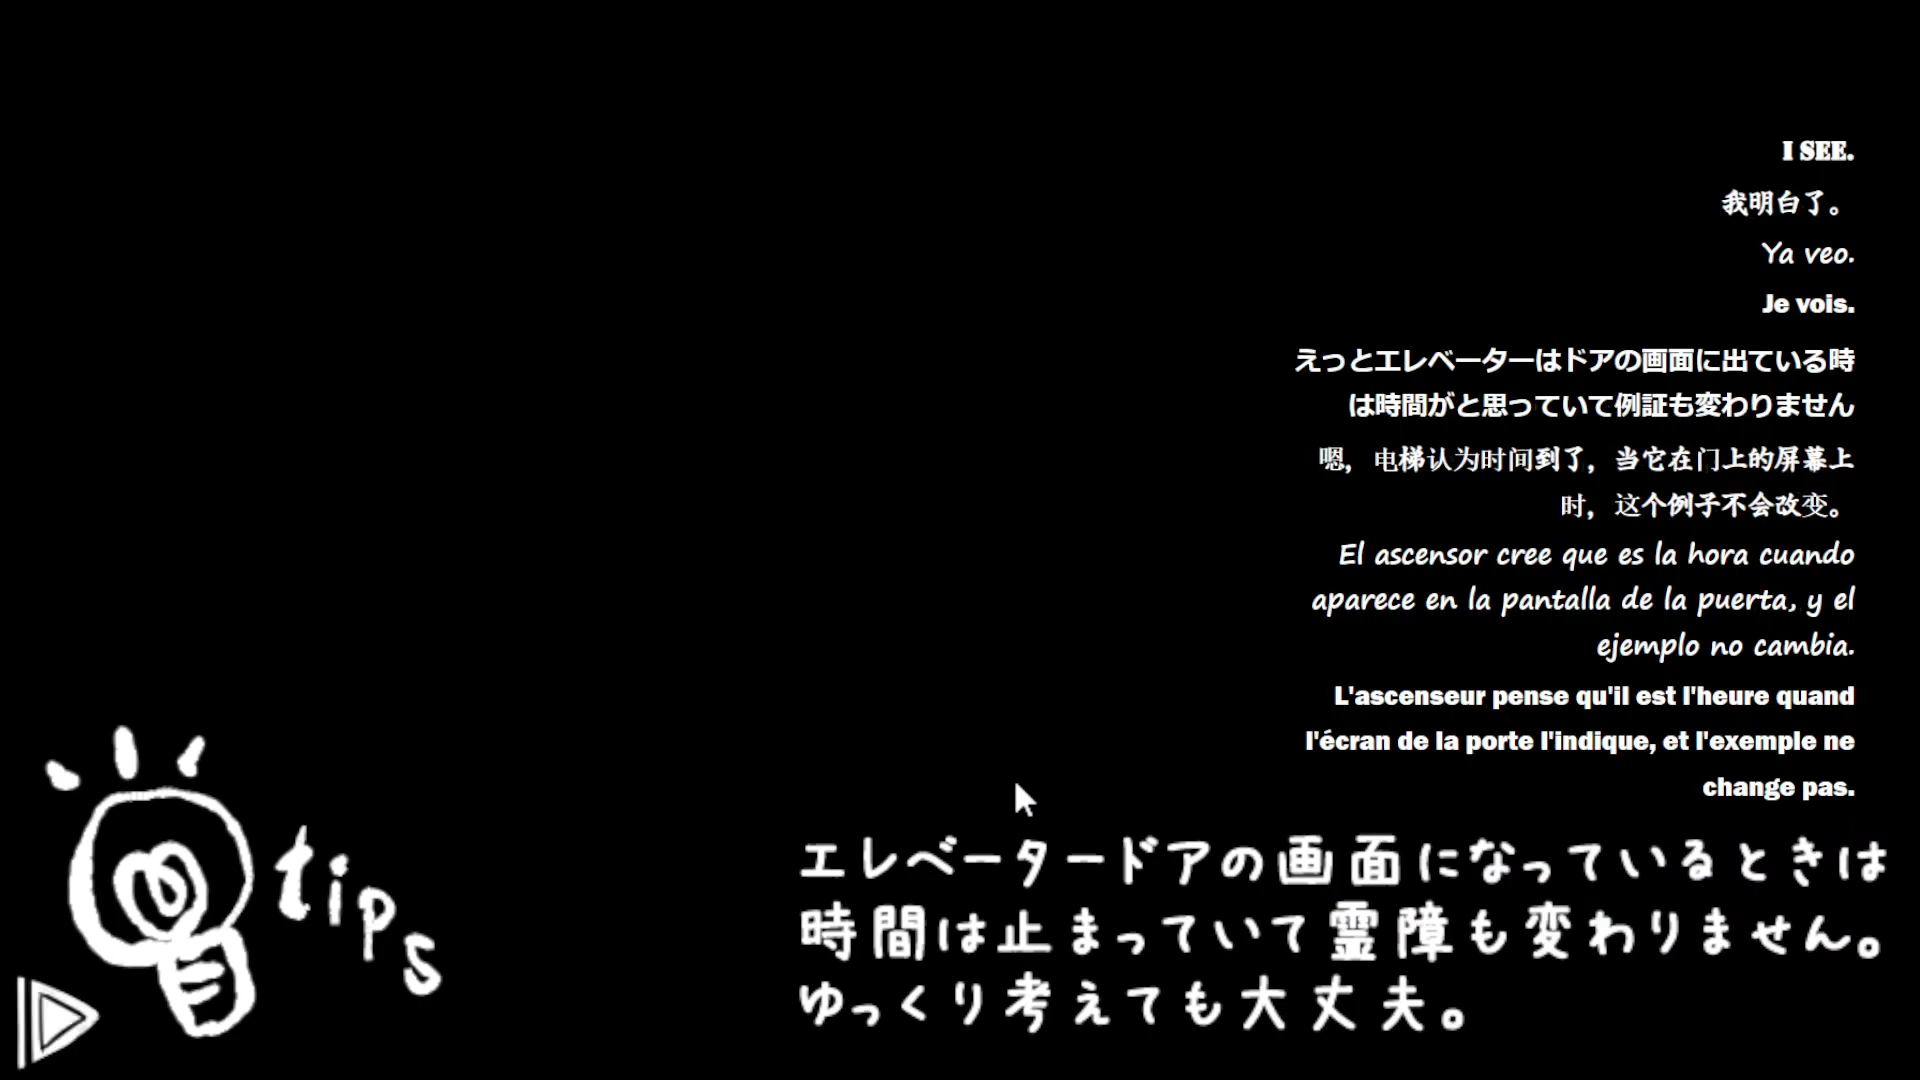 I SEE.
我明白了。
Ya veo.
Je vois.
えっとエレベーターはドアの画面に出ている時
は時間がと思っていて例証も変わりません
嗯，电梯认为时间到了，当它在门上的屏幕上
时，这个例子不会改变。
El ascensor cree que es la hora cuando
aparece en la pantalla de la puerta, y el
ejemplo no cambia.
L'ascenseur pense qu'il est l'heure quand
l'écran de la porte l'indique, et l'exemple ne
change pas.
tips
エレベータードアの画面になっているときは
時間は止まっていて霊障も変わりません。
ゆっくり考えても大丈夫。